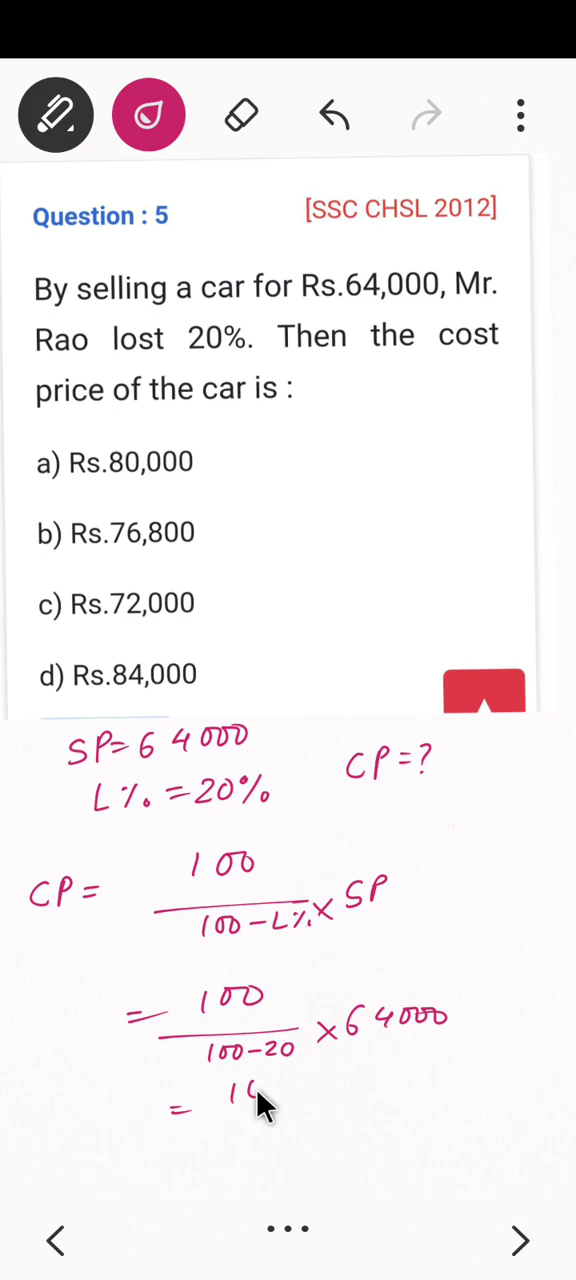 Question : 5 [SSC CHSL 2012]
By selling a car for Rs.64,000, Mr.
Rao lost 20%. Then the cost
price of the car is :
a) Rs.80,000
b) Rs.76,800
c) Rs.72,000
d) Rs.84,000
SP=64000
L%=20% CP=?
100
CP= × SP
100-L%
= 100
× 64000
100-20
= 10